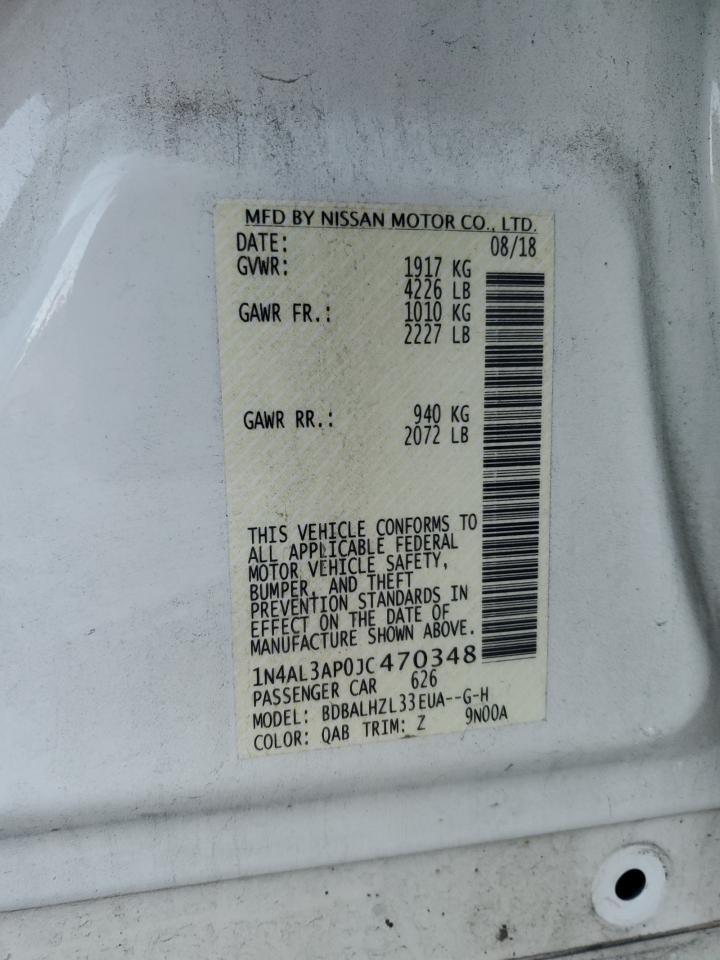 MFD BY NISSAN MOTOR CO., LTD.
DATE: 08/18
GVWR: 1917 KG
4226 LB
GAWR FR.: 1010 KG
2227 LB
GAWR RR.: 940 KG
2072 LB
THIS VEHICLE CONFORMS TO
ALL APPLICABLE FEDERAL
MOTOR VEHICLE SAFETY,
BUMPER, AND THEFT
PREVENTION STANDARDS IN
EFFECT ON THE DATE OF
MANUFACTURE SHOWN ABOVE.
1N4AL3AP0JC470348
PASSENGER CAR 626
MODEL: BDBALHZL33EUA--G-H
COLOR: QAB TRIM: Z 9N00A